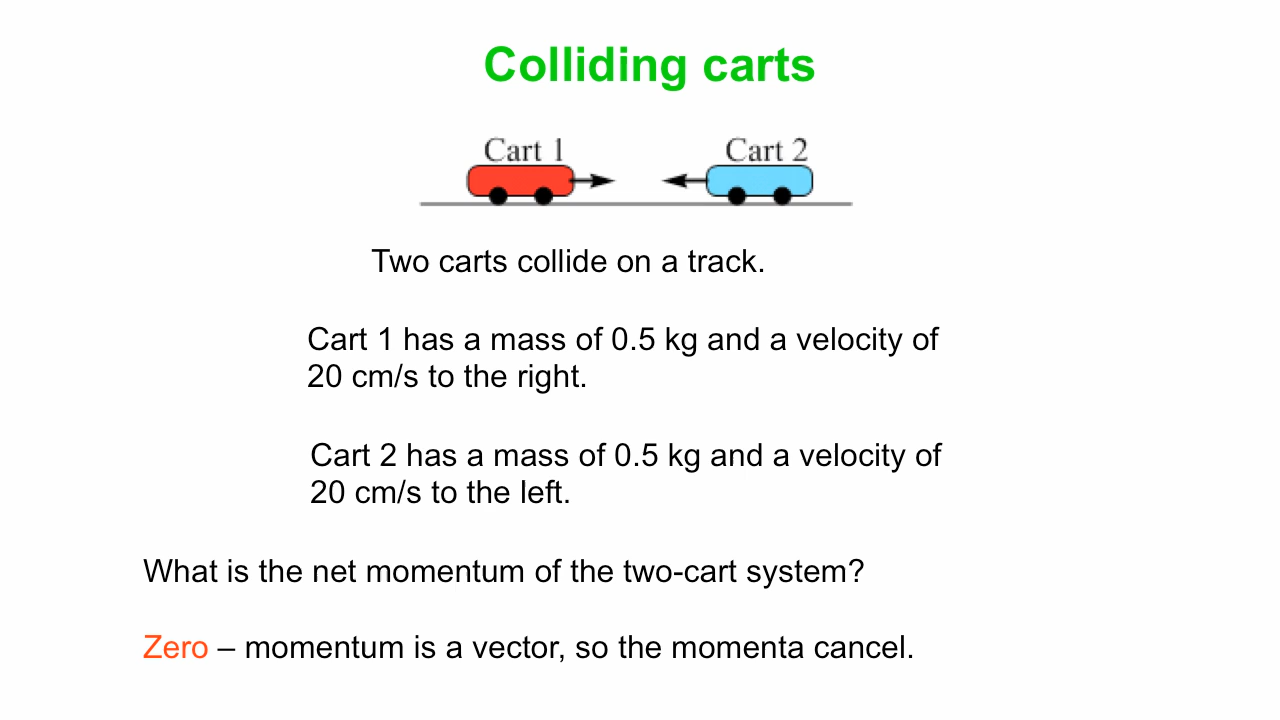 Colliding carts
Cart 1
Cart 2
Two carts collide on a track.
Cart 1 has a mass of 0.5 kg and a velocity of
20 cm/s to the right.
Cart 2 has a mass of 0.5 kg and a velocity of
20 cm/s to the left.
What is the net momentum of the two-cart system?
Zero – momentum is a vector, so the momenta cancel.